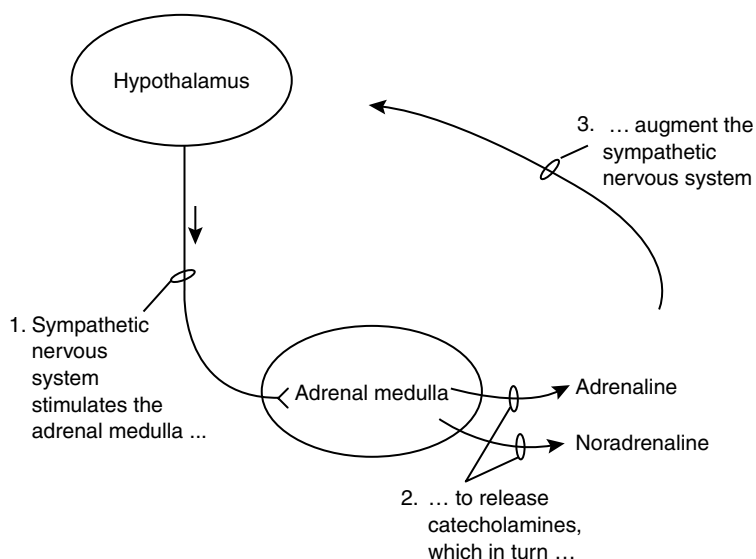 Hypothalamus
3. … augment the
sympathetic
nervous system
1. Sympathetic
nervous
system
stimulates the
adrenal medulla ...
Adrenal medulla
Adrenaline
Noradrenaline
2. … to release
catecholamines,
which in turn …